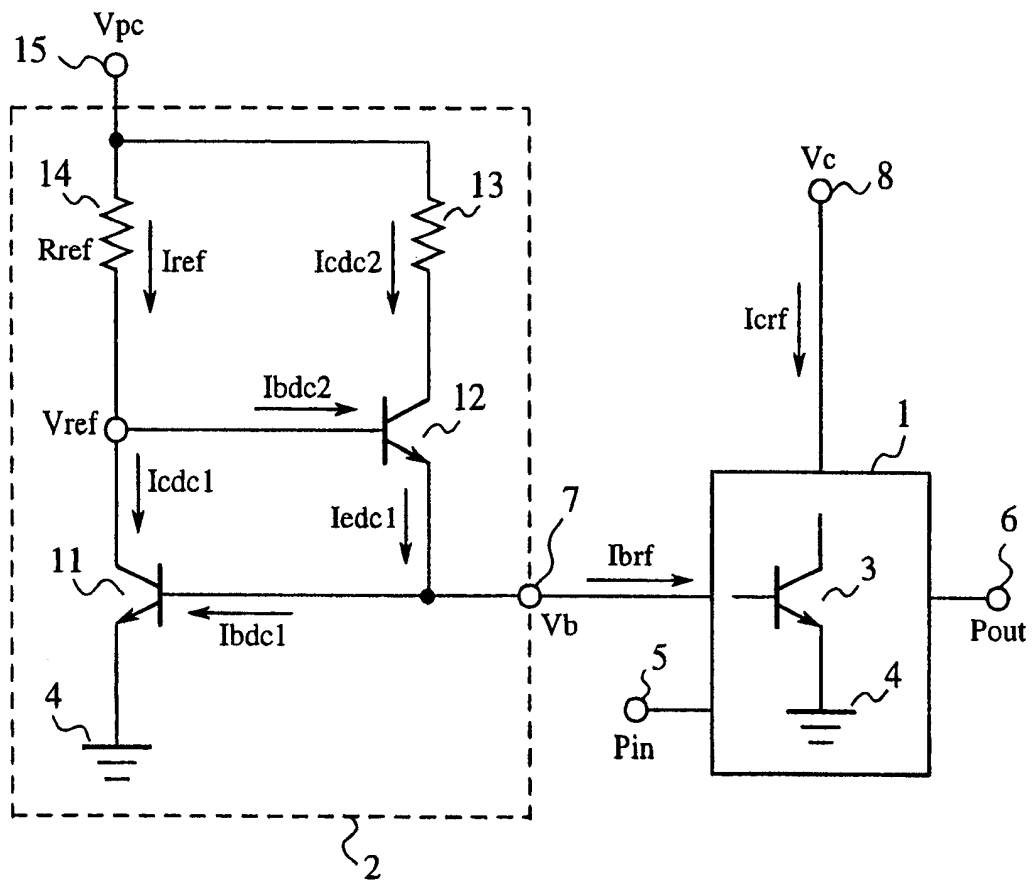 Vpc
15
14
13
Vc
8
Rref
Iref
Icdc2
Icrf
Ibdc2
12
Vref
1
Icdc1
Iedc1
7
6
11
Ibrf
3
Ibdc1
Vb
Pout
5
4
4
Pin
2